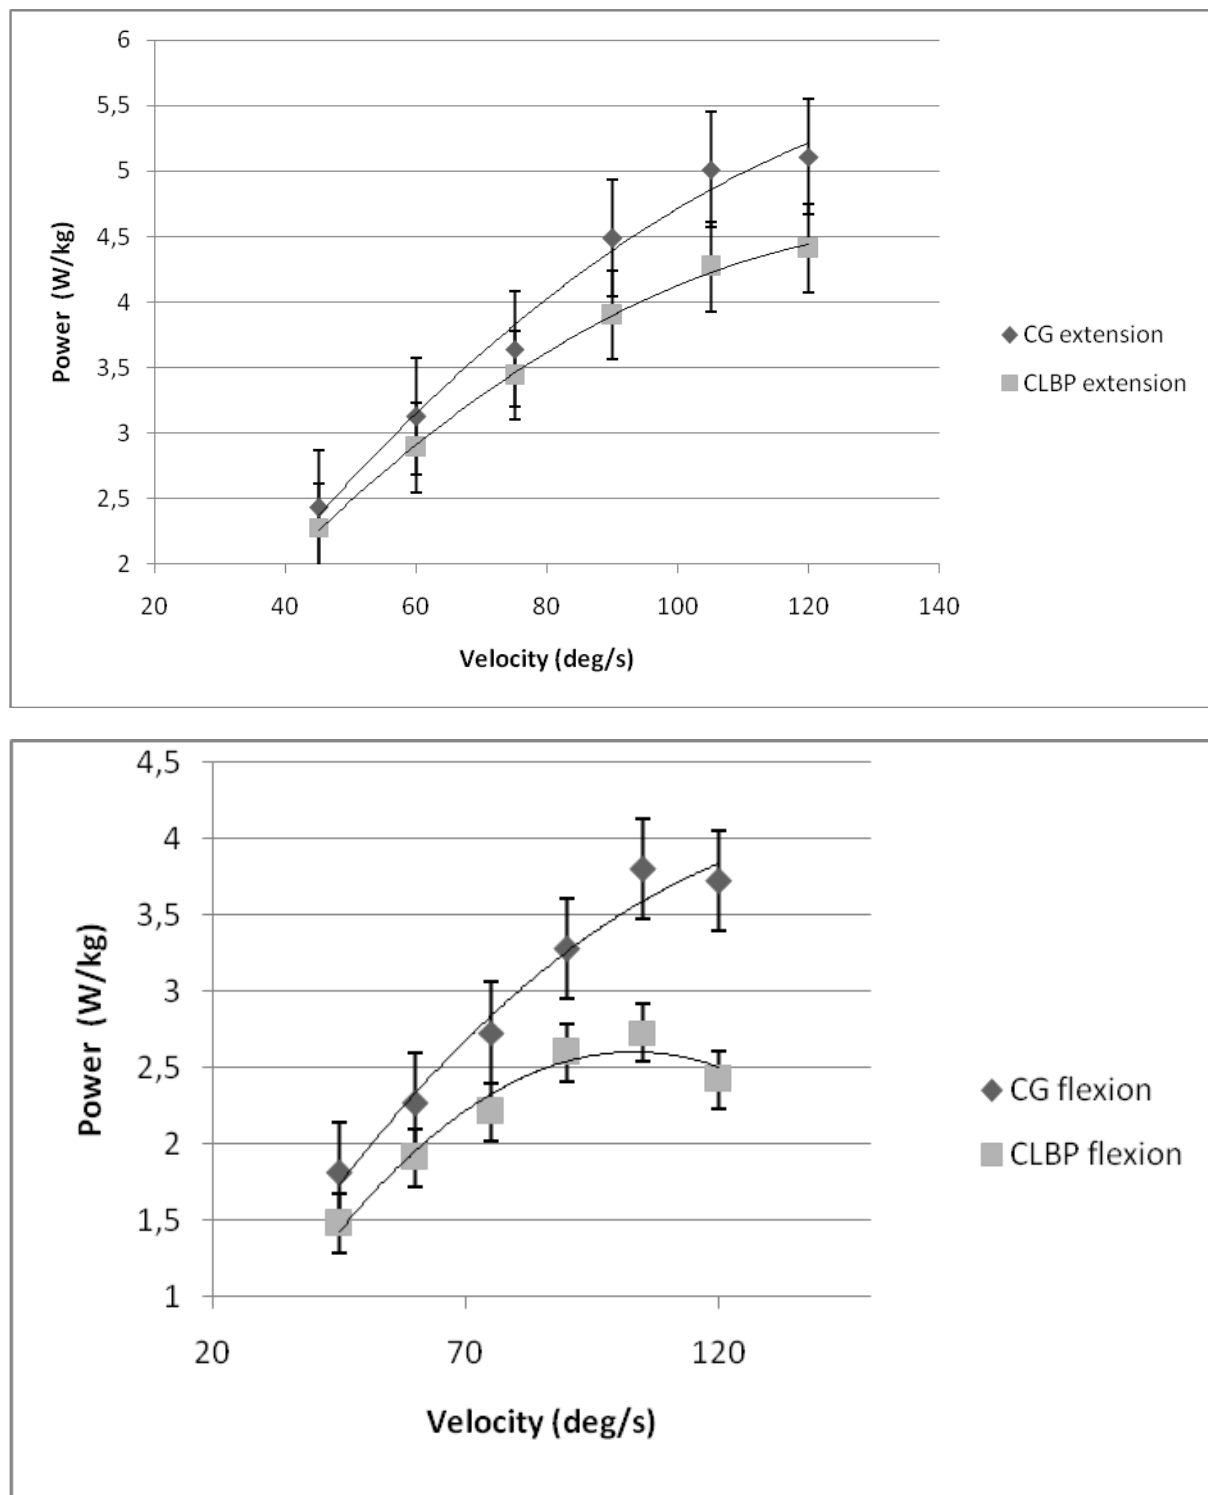 6
5,5
5
4,5
4
3,5
3
2,5
2
Power (W/kg)
20 40 60 80 100 120 140
Velocity (deg/s)
CG extension
CLBP extension
4,5
4
3,5
3
2,5
2
1,5
1
Power (W/kg)
20 70 120
Velocity (deg/s)
CG flexion
CLBP flexion